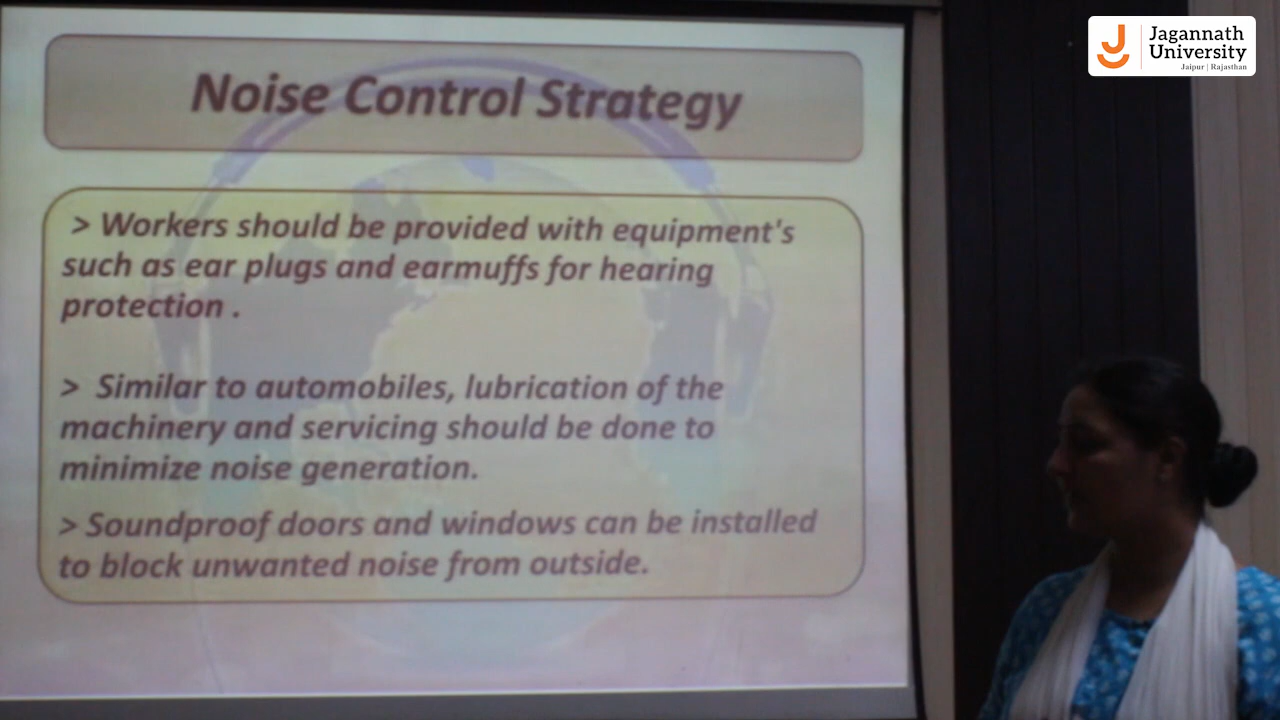 Jagannath
University
Jaipur | Rajasthan
Noise Control Strategy
> Workers should be provided with equipment's
such as ear plugs and earmuffs for hearing
protection .
> Similar to automobiles, lubrication of the
machinery and servicing should be done to
minimize noise generation.
> Soundproof doors and windows can be installed
to block unwanted noise from outside.